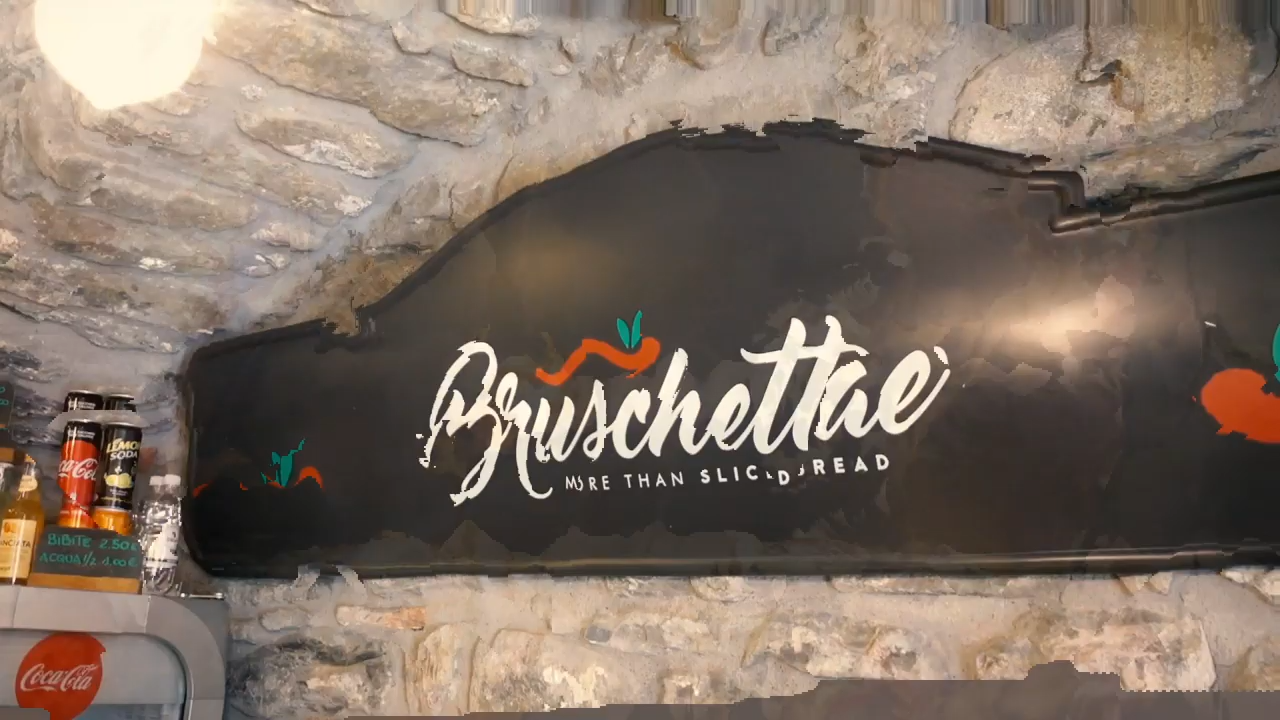 Bruschettae
MORE THAN SLICED BREAD
Coca-Cola
LEMON
SODA
BIBITE 2.50 €
ACQUA 1/2 1.00 €
Coca-Cola